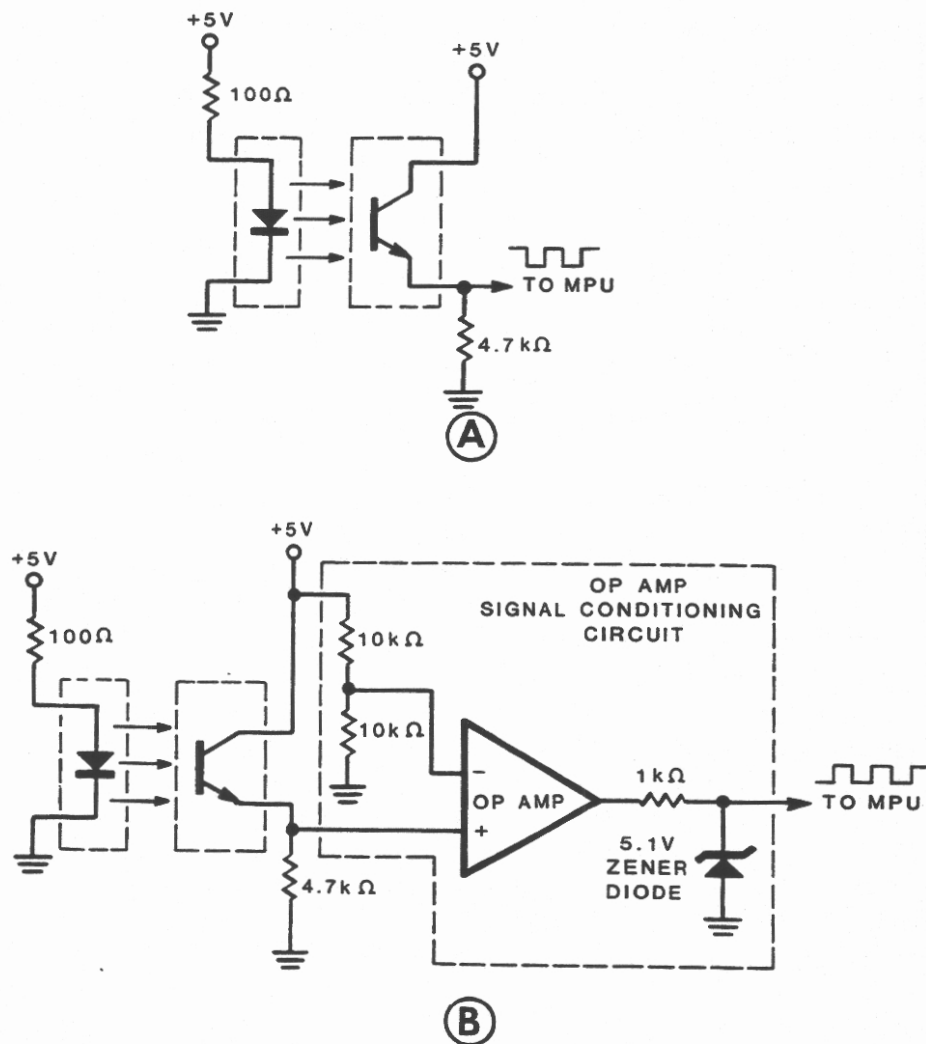 +5V
+5V
100Ω
TO MPU
4.7kΩ
A
+5V
+5V
OP AMP
SIGNAL CONDITIONING
CIRCUIT
100Ω
10kΩ
10kΩ
-
OP AMP
+
1kΩ
TO MPU
5.1V
ZENER
DIODE
4.7kΩ
B